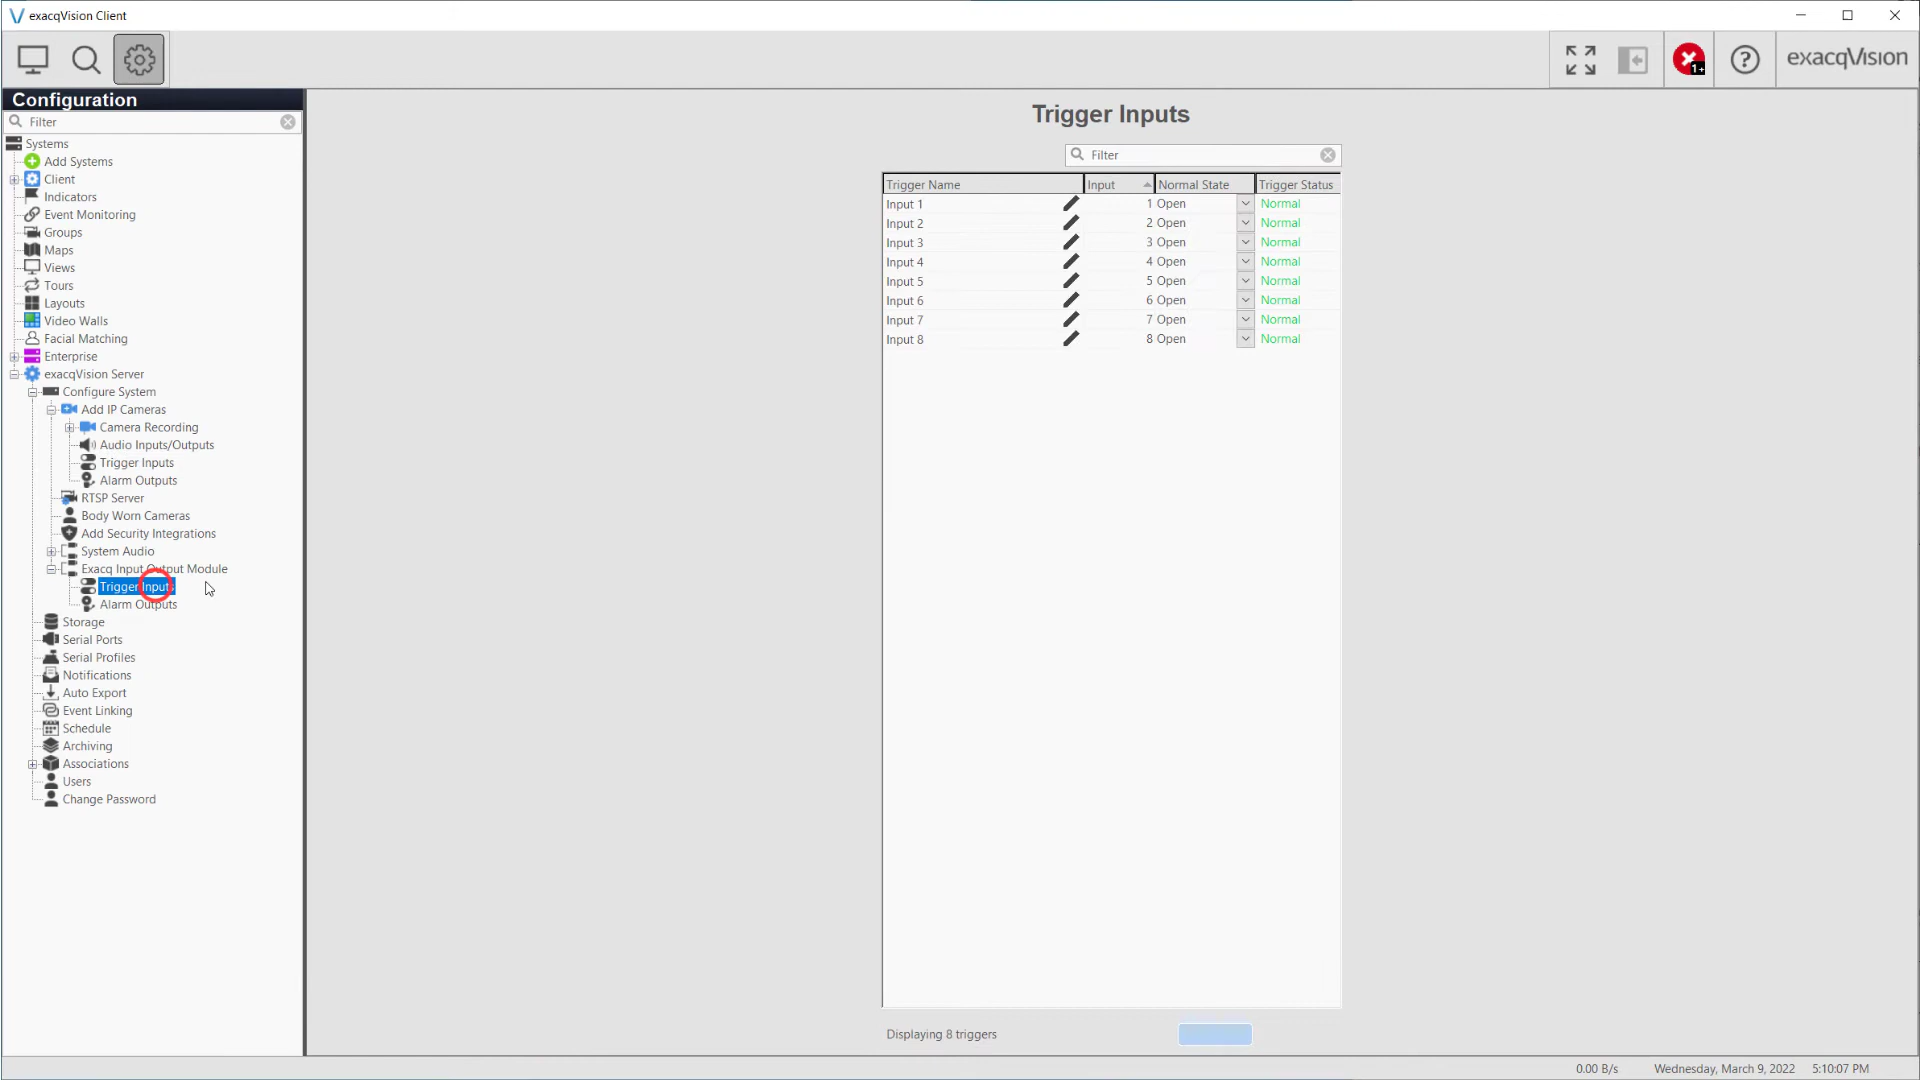 exacqVision Client
1+
?
exacqVision
Configuration
Filter
Systems
Add Systems
Client
Indicators
Event Monitoring
Groups
Maps
Views
Tours
Layouts
Video Walls
Facial Matching
Enterprise
exacqVision Server
Configure System
Add IP Cameras
Camera Recording
Audio Inputs/Outputs
Trigger Inputs
Alarm Outputs
RTSP Server
Body Worn Cameras
Add Security Integrations
System Audio
Exacq Input Output Module
Trigger Inputs
Alarm Outputs
Storage
Serial Ports
Serial Profiles
Notifications
Auto Export
Event Linking
Schedule
Archiving
Associations
Users
Change Password
Trigger Inputs
Filter
Trigger Name Input Normal State Trigger Status
Input 1 1 Open Normal
Input 2 2 Open Normal
Input 3 3 Open Normal
Input 4 4 Open Normal
Input 5 5 Open Normal
Input 6 6 Open Normal
Input 7 7 Open Normal
Input 8 8 Open Normal
Displaying 8 triggers
0.00 B/s Wednesday, March 9, 2022 5:10:07 PM